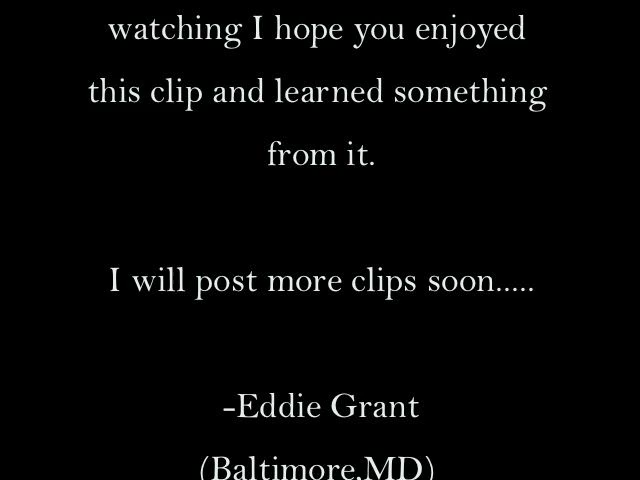 watching I hope you enjoyed
this clip and learned something
from it.
I will post more clips soon.....
-Eddie Grant
(Baltimore,MD)